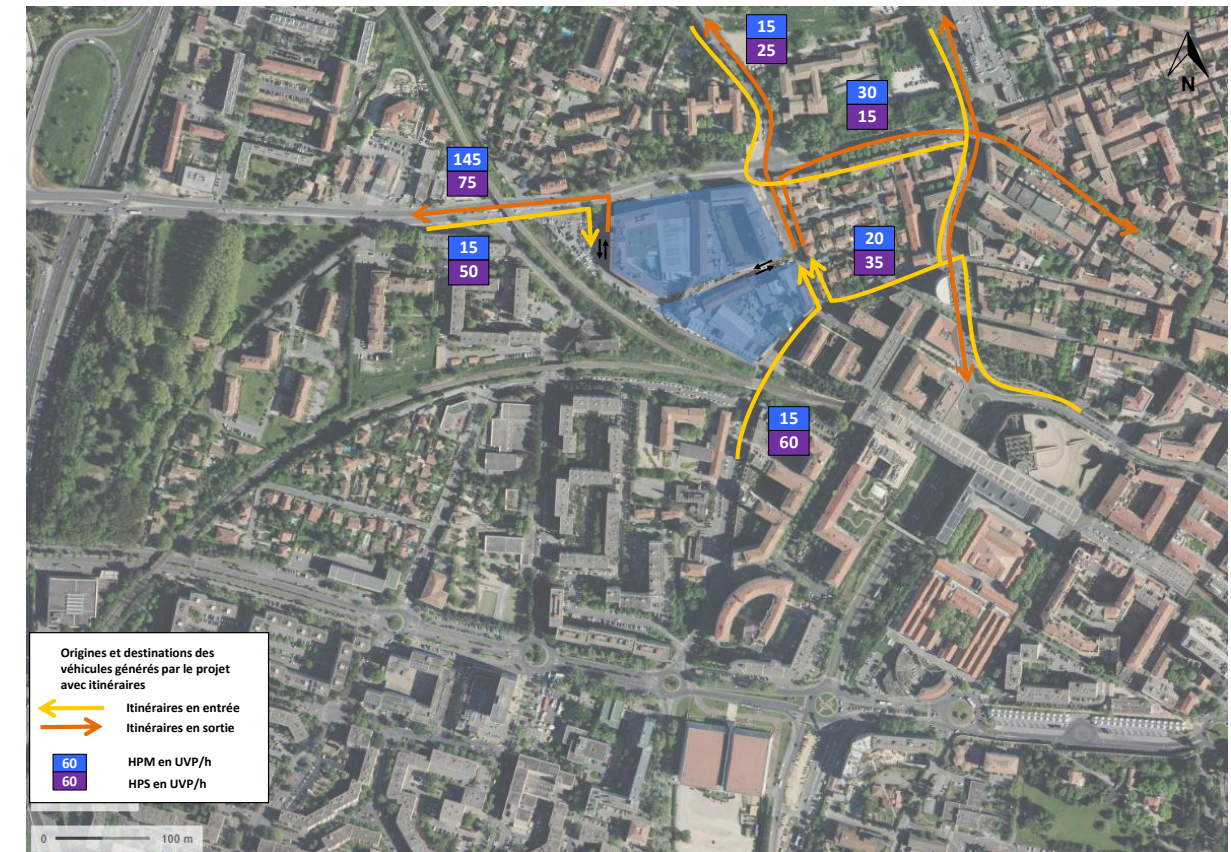 15
25
30
15
N
145
75
15
50
20
35
15
60
Origines et destinations des
véhicules générés par le projet
avec itinéraires
Itinéraires en entrée
Itinéraires en sortie
60 HPM en UVP/h
60 HPS en UVP/h
0 100 m